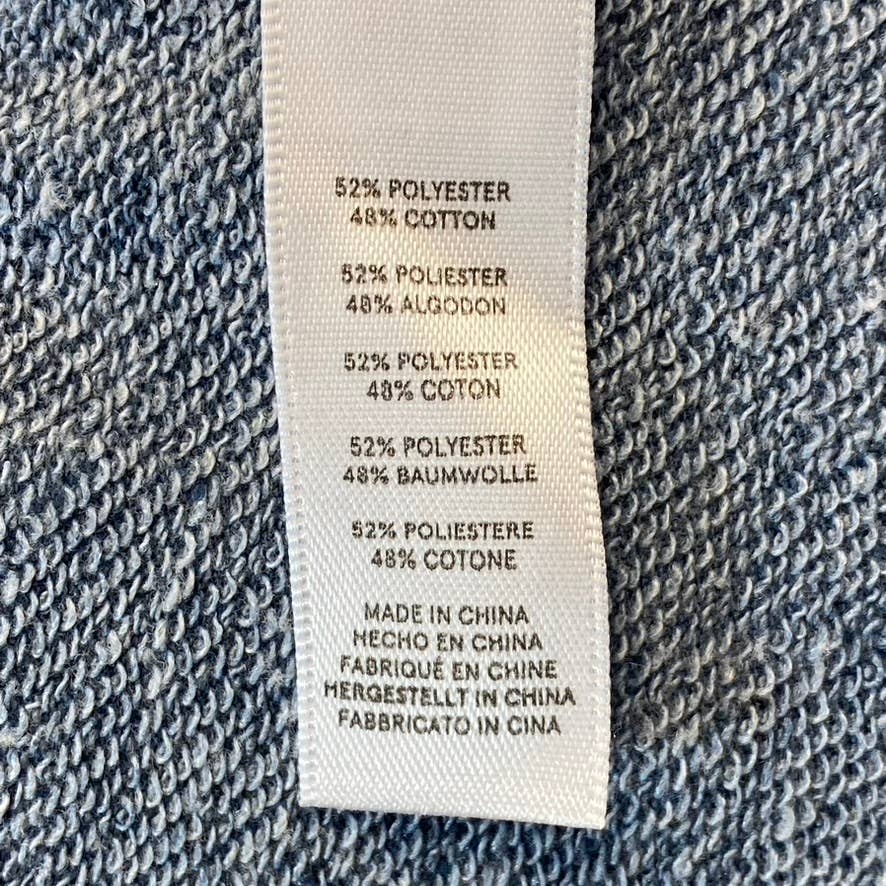 52% POLYESTER
48% COTTON
52% POLIESTER
48% ALGODON
52% POLYESTER
48% COTON
52% POLYESTER
48% BAUMWOLLE
52% POLIESTERE
48% COTONE
MADE IN CHINA
HECHO EN CHINA
FABRIQUÉ EN CHINE
HERGESTELLT IN CHINA
FABBRICATO IN CINA